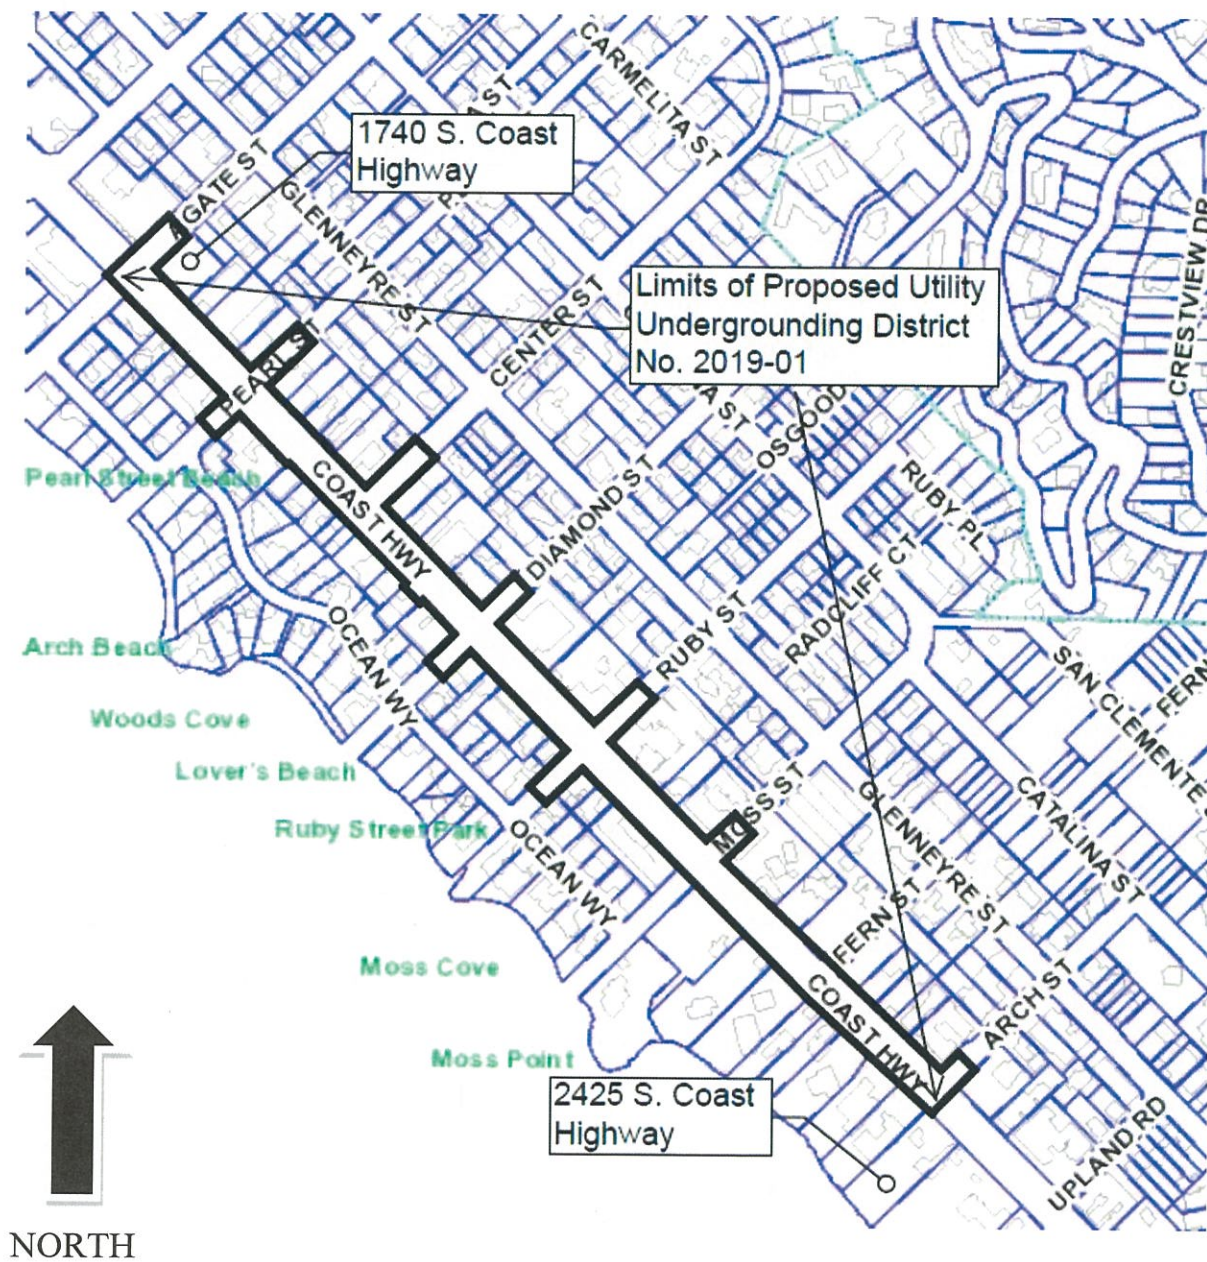 CARMELITA ST
1740 S. Coast
Highway
AGATE ST
GLENNEYRE ST
CENTER ST
Limits of Proposed Utility
Undergrounding District
No. 2019-01
CRESTVIEW DR
PEARL ST
OSGOOD
Pearl Street Beach
COAST HWY
DIAMOND ST
RUBY PL
RADCLIFF CT
RUBY ST
Arch Beach
OCEAN WY
SAN CLEMENTE
FERN
Woods Cove
Lover's Beach
Ruby Street Park
OCEAN WY
MOSS ST
GLENNEYRE ST
CATALINA ST
FERN ST
Moss Cove
COAST HWY
ARCH ST
Moss Point
2425 S. Coast
Highway
UPLAND RD
NORTH